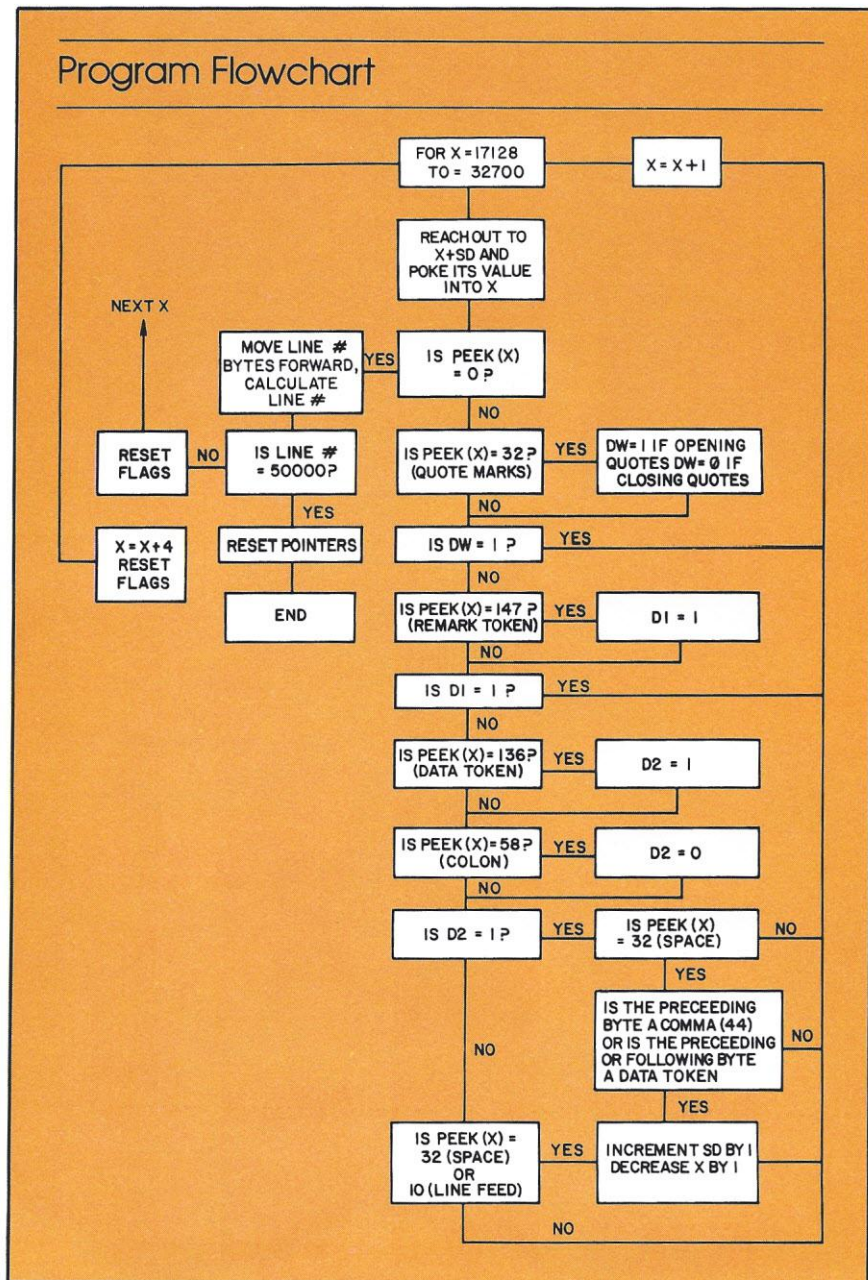 Program Flowchart
FOR X = 17128
TO = 32700
X = X+1
REACH OUT TO
X+SD AND
POKE ITS VALUE
INTO X
NEXT X
MOVE LINE #
BYTES FORWARD,
CALCULATE
LINE #
YES
IS PEEK (X)
= 0 ?
NO
RESET
FLAGS
NO
IS LINE #
= 50000?
IS PEEK (X) = 32?
(QUOTE MARKS)
YES
DW = 1 IF OPENING
QUOTES DW = Ø IF
CLOSING QUOTES
YES
NO
X = X+4
RESET
FLAGS
RESET POINTERS
IS DW = 1 ?
YES
NO
END
IS PEEK (X) = 147 ?
(REMARK TOKEN)
YES
D1 = 1
NO
IS D1 = 1 ?
YES
NO
IS PEEK (X) = 136?
(DATA TOKEN)
YES
D2 = 1
NO
IS PEEK (X) = 58?
(COLON)
YES
D2 = 0
NO
IS D2 = 1 ?
YES
IS PEEK (X)
= 32 (SPACE)
NO
YES
IS THE PRECEEDING
BYTE A COMMA (44)
OR IS THE PRECEEDING
OR FOLLOWING BYTE
A DATA TOKEN
NO
NO
YES
IS PEEK (X) =
32 (SPACE)
OR
10 (LINE FEED)
YES
INCREMENT SD BY 1
DECREASE X BY 1
NO